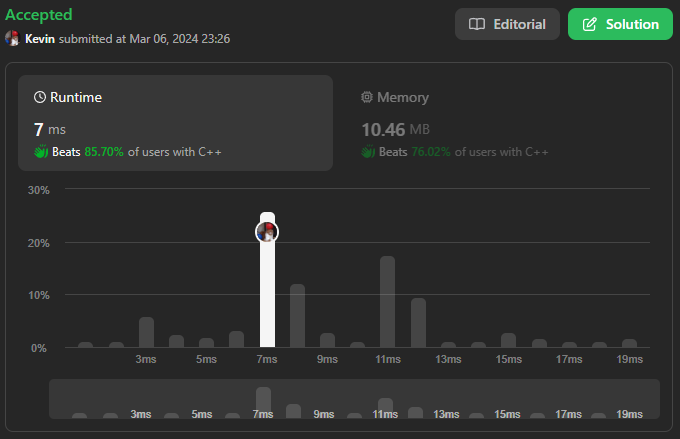 Accepted
Kevin submitted at Mar 06, 2024 23:26
Editorial
Solution
Runtime
7 ms
Beats 85.70% of users with C++
Memory
10.46 MB
Beats 76.02% of users with C++
30%
20%
10%
0%
3ms 5ms 7ms 9ms 11ms 13ms 15ms 17ms 19ms
3ms 5ms 7ms 9ms 11ms 13ms 15ms 17ms 19ms